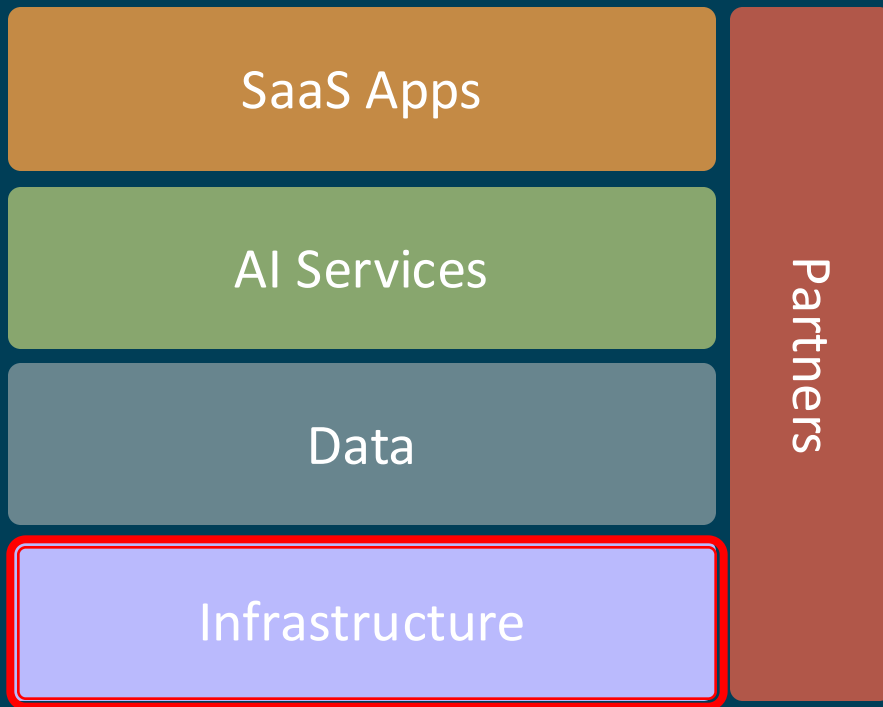 SaaS Apps
AI Services
Data
Infrastructure
Partners